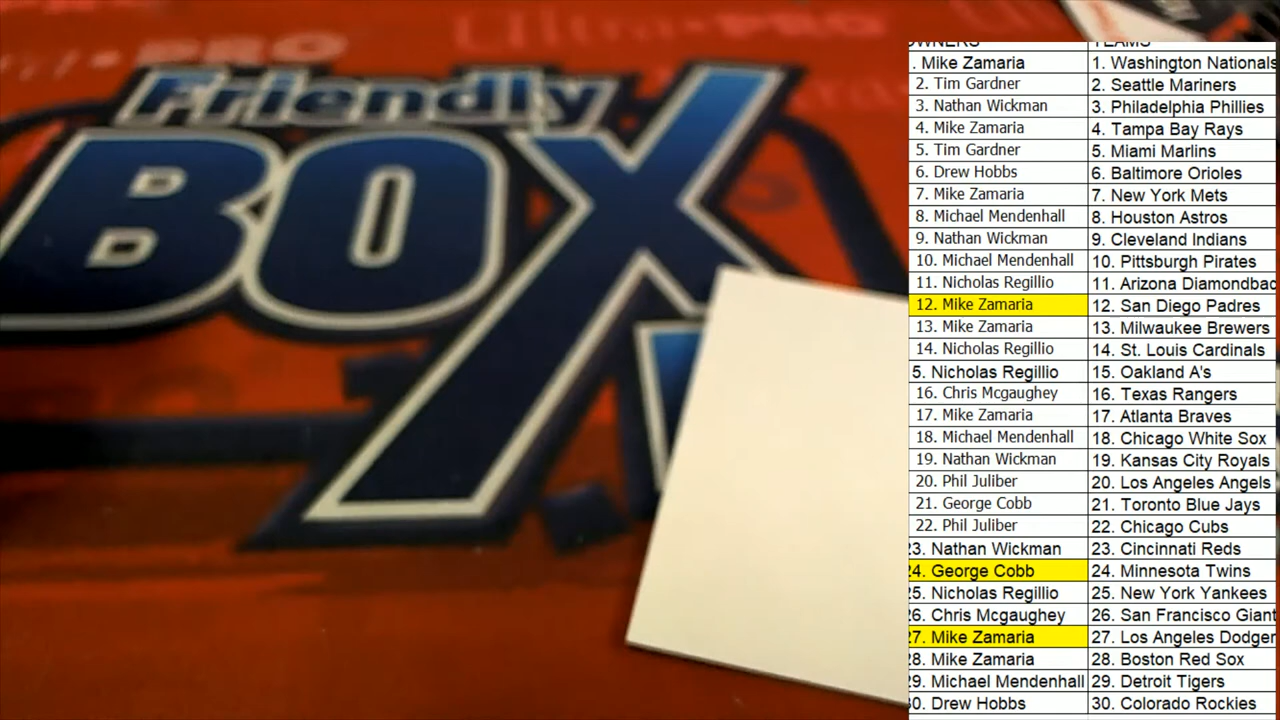 Ultra PRO
PRO
Friendly
BOX
OWNERS TEAMS
. Mike Zamaria 1. Washington Nationals
2. Tim Gardner 2. Seattle Mariners
3. Nathan Wickman 3. Philadelphia Phillies
4. Mike Zamaria 4. Tampa Bay Rays
5. Tim Gardner 5. Miami Marlins
6. Drew Hobbs 6. Baltimore Orioles
7. Mike Zamaria 7. New York Mets
8. Michael Mendenhall 8. Houston Astros
9. Nathan Wickman 9. Cleveland Indians
10. Michael Mendenhall 10. Pittsburgh Pirates
11. Nicholas Regillio 11. Arizona Diamondbac
12. Mike Zamaria 12. San Diego Padres
13. Mike Zamaria 13. Milwaukee Brewers
14. Nicholas Regillio 14. St. Louis Cardinals
5. Nicholas Regillio 15. Oakland A's
16. Chris Mcgaughey 16. Texas Rangers
17. Mike Zamaria 17. Atlanta Braves
18. Michael Mendenhall 18. Chicago White Sox
19. Nathan Wickman 19. Kansas City Royals
20. Phil Juliber 20. Los Angeles Angels
21. George Cobb 21. Toronto Blue Jays
22. Phil Juliber 22. Chicago Cubs
23. Nathan Wickman 23. Cincinnati Reds
24. George Cobb 24. Minnesota Twins
25. Nicholas Regillio 25. New York Yankees
26. Chris Mcgaughey 26. San Francisco Giant
27. Mike Zamaria 27. Los Angeles Dodger
28. Mike Zamaria 28. Boston Red Sox
29. Michael Mendenhall 29. Detroit Tigers
30. Drew Hobbs 30. Colorado Rockies